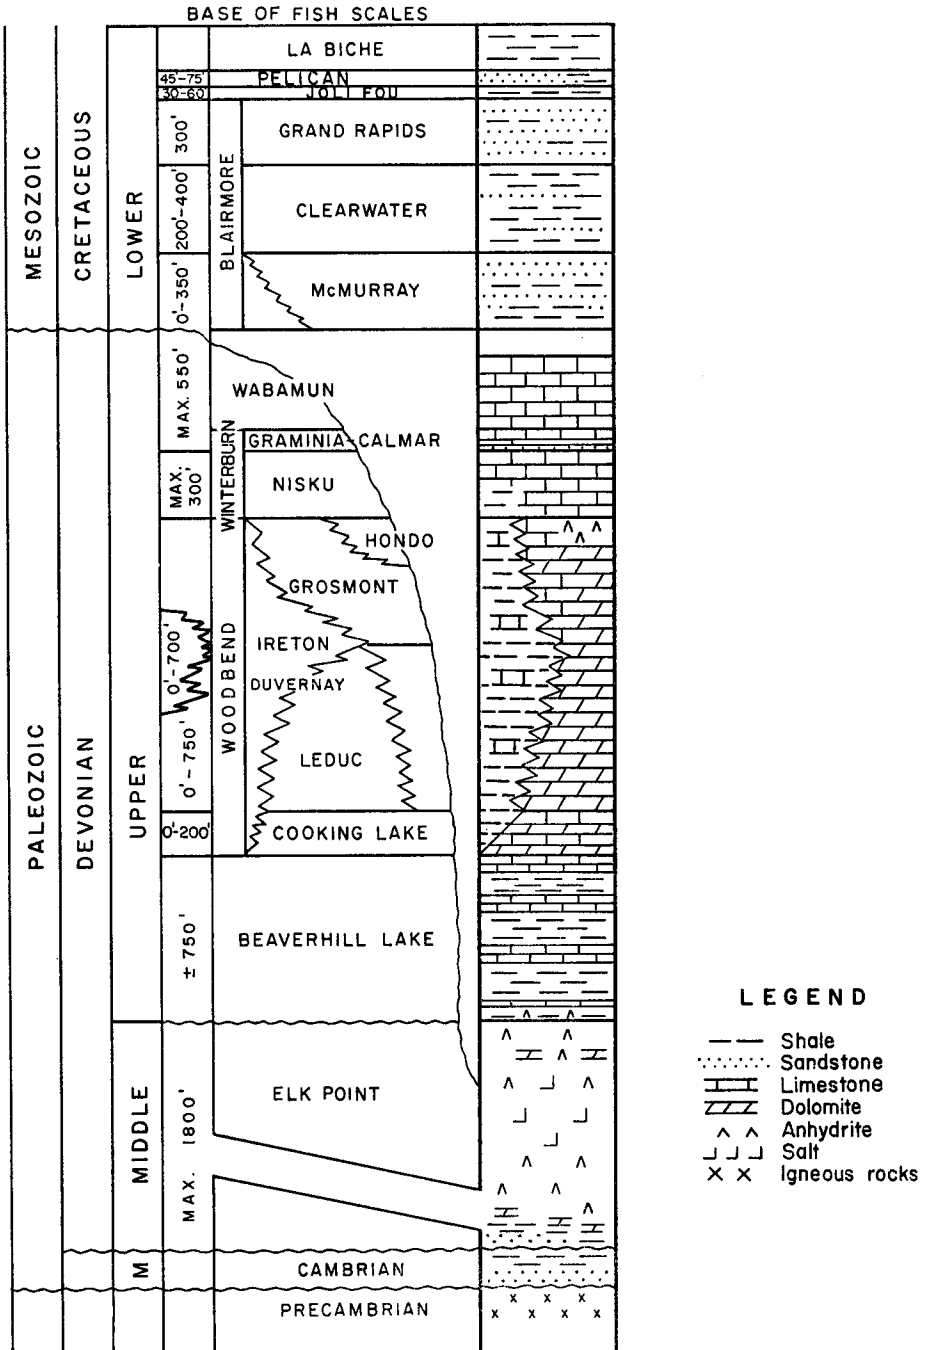 BASE OF FISH SCALES
MESOZOIC
CRETACEOUS
LOWER
45'-75'
30-60
300'
200'-400'
0'-350'
BLAIRMORE
LA BICHE
PELICAN
JOLI FOU
GRAND RAPIDS
CLEARWATER
McMURRAY
PALEOZOIC
DEVONIAN
UPPER
MAX. 550'
MAX. 300'
0'-700'
0'-750'
0'-200'
± 750'
WINTERBURN
WOODBEND
WABAMUN
GRAMINIA-CALMAR
NISKU
HONDO
GROSMONT
IRETON
DUVERNAY
LEDUC
COOKING LAKE
BEAVERHILL LAKE
MIDDLE
MAX. 1800'
ELK POINT
M
CAMBRIAN
PRECAMBRIAN
LEGEND
Shale
Sandstone
Limestone
Dolomite
Anhydrite
Salt
Igneous rocks